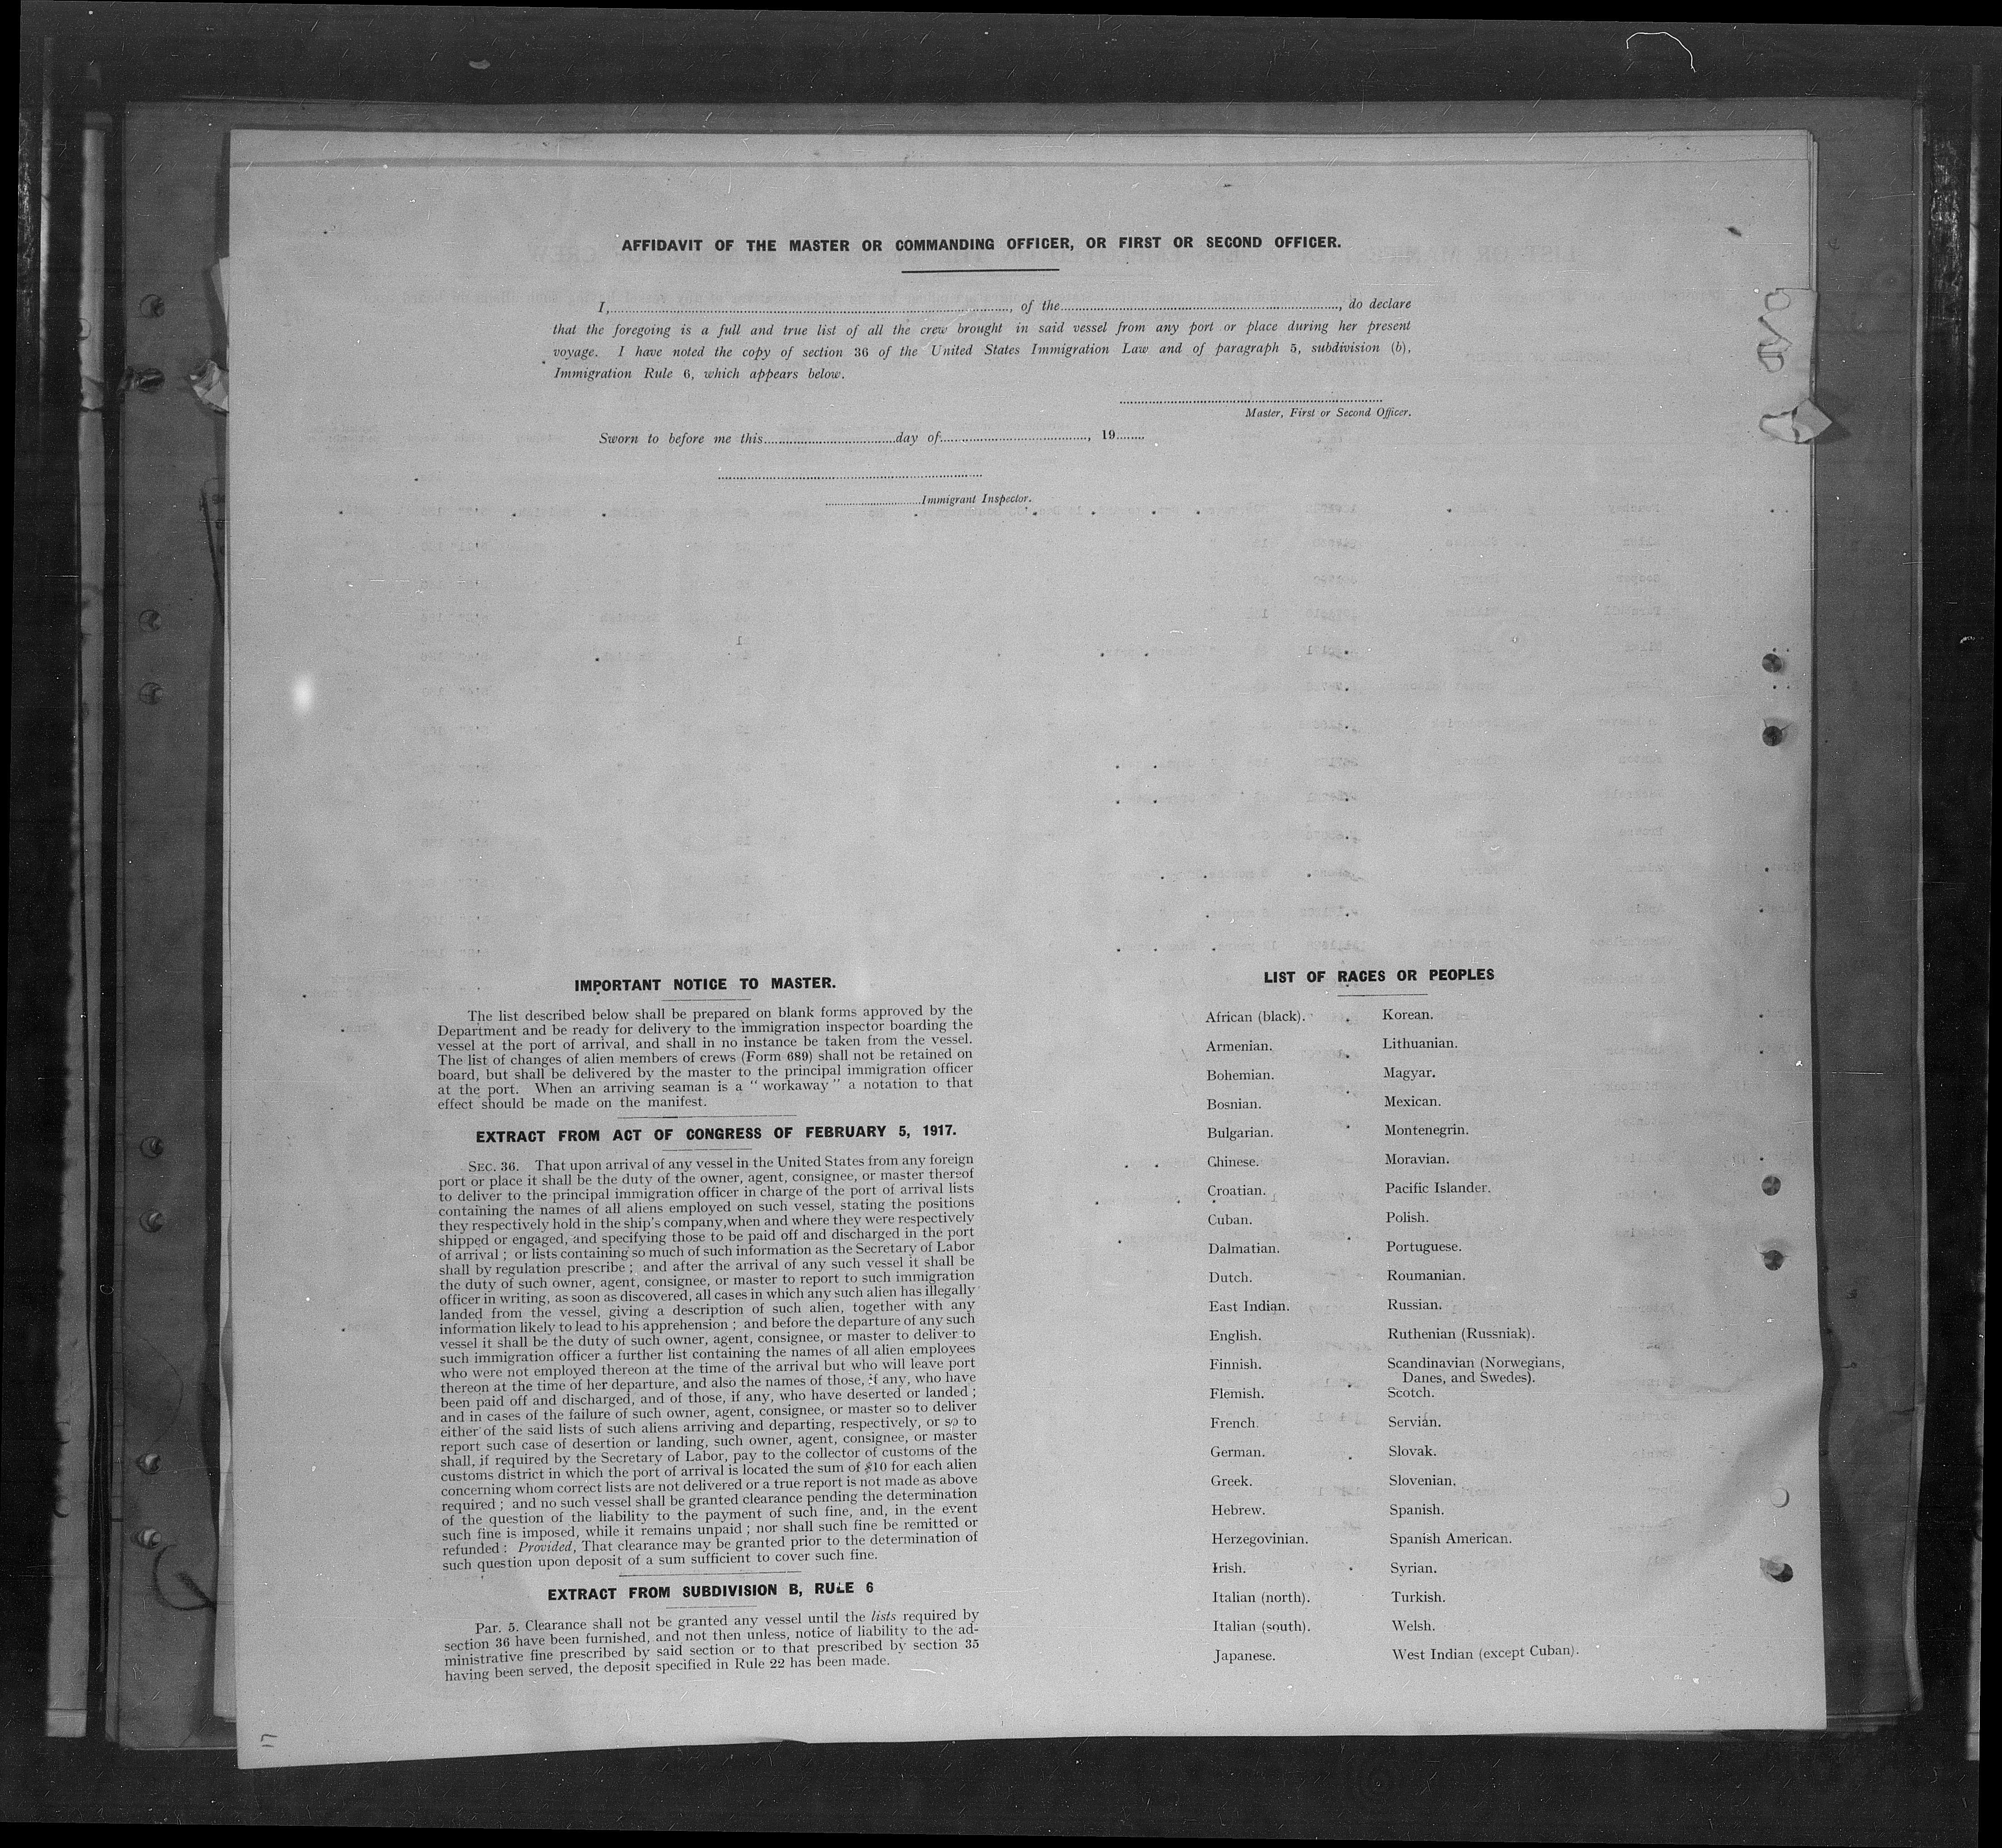 AFFIDAVIT OF THE MASTER OR COMMANDING OFFICER, OR FIRST OR SECOND OFFICER.
I,........................................, of the........................................, do declare
that the foregoing is a full and true list of all the crew brought in said vessel from any port or place during her present
voyage. I have noted the copy of section 36 of the United States Immigration Law and of paragraph 5, subdivision (b),
Immigration Rule 6, which appears below.
Master, First or Second Officer.
Sworn to before me this....................day of...................., 19........
....................Immigrant Inspector.
IMPORTANT NOTICE TO MASTER.
The list described below shall be prepared on blank forms approved by the
Department and be ready for delivery to the immigration inspector boarding the
vessel at the port of arrival, and shall in no instance be taken from the vessel.
The list of changes of alien members of crews (Form 689) shall not be retained on
board, but shall be delivered by the master to the principal immigration officer
at the port. When an arriving seaman is a " workaway " a notation to that
effect should be made on the manifest.
EXTRACT FROM ACT OF CONGRESS OF FEBRUARY 5, 1917.
SEC. 36. That upon arrival of any vessel in the United States from any foreign
port or place it shall be the duty of the owner, agent, consignee, or master thereof
to deliver to the principal immigration officer in charge of the port of arrival lists
containing the names of all aliens employed on such vessel, stating the positions
they respectively hold in the ship's company,when and where they were respectively
shipped or engaged, and specifying those to be paid off and discharged in the port
of arrival ; or lists containing so much of such information as the Secretary of Labor
shall by regulation prescribe ; and after the arrival of any such vessel it shall be
the duty of such owner, agent, consignee, or master to report to such immigration
officer in writing, as soon as discovered, all cases in which any such alien has illegally
landed from the vessel, giving a description of such alien, together with any
information likely to lead to his apprehension ; and before the departure of any such
vessel it shall be the duty of such owner, agent, consignee, or master to deliver to
such immigration officer a further list containing the names of all alien employees
who were not employed thereon at the time of the arrival but who will leave port
thereon at the time of her departure, and also the names of those, if any, who have
been paid off and discharged, and of those, if any, who have deserted or landed ;
and in cases of the failure of such owner, agent, consignee, or master so to deliver
either of the said lists of such aliens arriving and departing, respectively, or so to
report such case of desertion or landing, such owner, agent, consignee, or master
shall, if required by the Secretary of Labor, pay to the collector of customs of the
customs district in which the port of arrival is located the sum of $10 for each alien
concerning whom correct lists are not delivered or a true report is not made as above
required ; and no such vessel shall be granted clearance pending the determination
of the question of the liability to the payment of such fine, and, in the event
such fine is imposed, while it remains unpaid ; nor shall such fine be remitted or
refunded : Provided, That clearance may be granted prior to the determination of
such question upon deposit of a sum sufficient to cover such fine.
EXTRACT FROM SUBDIVISION B, RULE 6
Par. 5. Clearance shall not be granted any vessel until the lists required by
section 36 have been furnished, and not then unless, notice of liability to the ad-
ministrative fine prescribed by said section or to that prescribed by section 35
having been served, the deposit specified in Rule 22 has been made.
LIST OF RACES OR PEOPLES
African (black).
Armenian.
Bohemian.
Bosnian.
Bulgarian.
Chinese.
Croatian.
Cuban.
Dalmatian.
Dutch.
East Indian.
English.
Finnish.
Flemish.
French.
German.
Greek.
Hebrew.
Herzegovinian.
Irish.
Italian (north).
Italian (south).
Japanese.
Korean.
Lithuanian.
Magyar.
Mexican.
Montenegrin.
Moravian.
Pacific Islander.
Polish.
Portuguese.
Roumanian.
Russian.
Ruthenian (Russniak).
Scandinavian (Norwegians,
Danes, and Swedes).
Scotch.
Servian.
Slovak.
Slovenian.
Spanish.
Spanish American.
Syrian.
Turkish.
Welsh.
West Indian (except Cuban).
17